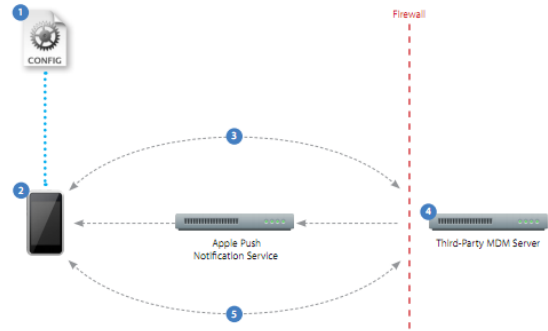 1
Firewall
CONFIG
3
2
4
Apple Push
Notification Service
Third-Party MDM Server
5